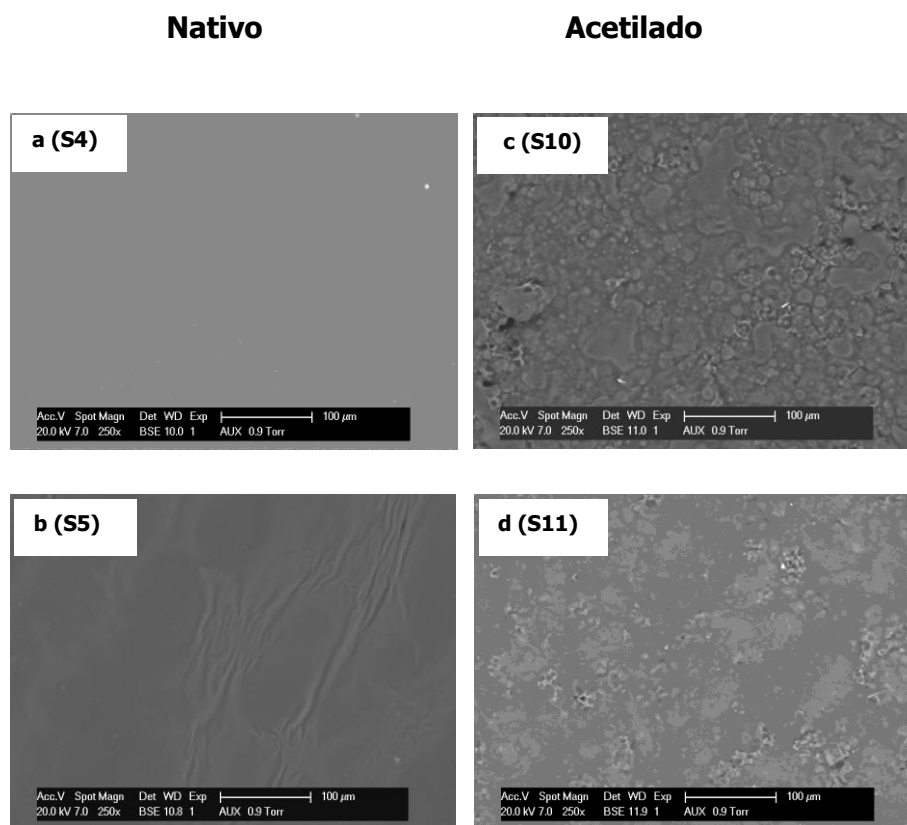 Nativo
Acetilado
a (S4)
Acc.V Spot Magn Det WD Exp 100 µm
20.0 kV 7.0 250x BSE 10.0 1 AUX 0.9 Torr
c (S10)
Acc.V Spot Magn Det WD Exp 100 µm
20.0 kV 7.0 250x BSE 11.0 1 AUX 0.9 Torr
b (S5)
Acc.V Spot Magn Det WD Exp 100 µm
20.0 kV 7.0 250x BSE 10.8 1 AUX 0.9 Torr
d (S11)
Acc.V Spot Magn Det WD Exp 100 µm
20.0 kV 7.0 250x BSE 11.9 1 AUX 0.9 Torr